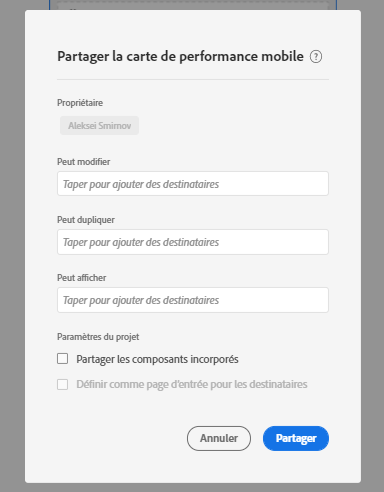 Partager la carte de performance mobile ?
Propriétaire
Aleksei Smirnov
Peut modifier
Taper pour ajouter des destinataires
Peut dupliquer
Taper pour ajouter des destinataires
Peut afficher
Taper pour ajouter des destinataires
Paramètres du projet
Partager les composants incorporés
Définir comme page d'entrée pour les destinataires
Annuler Partager